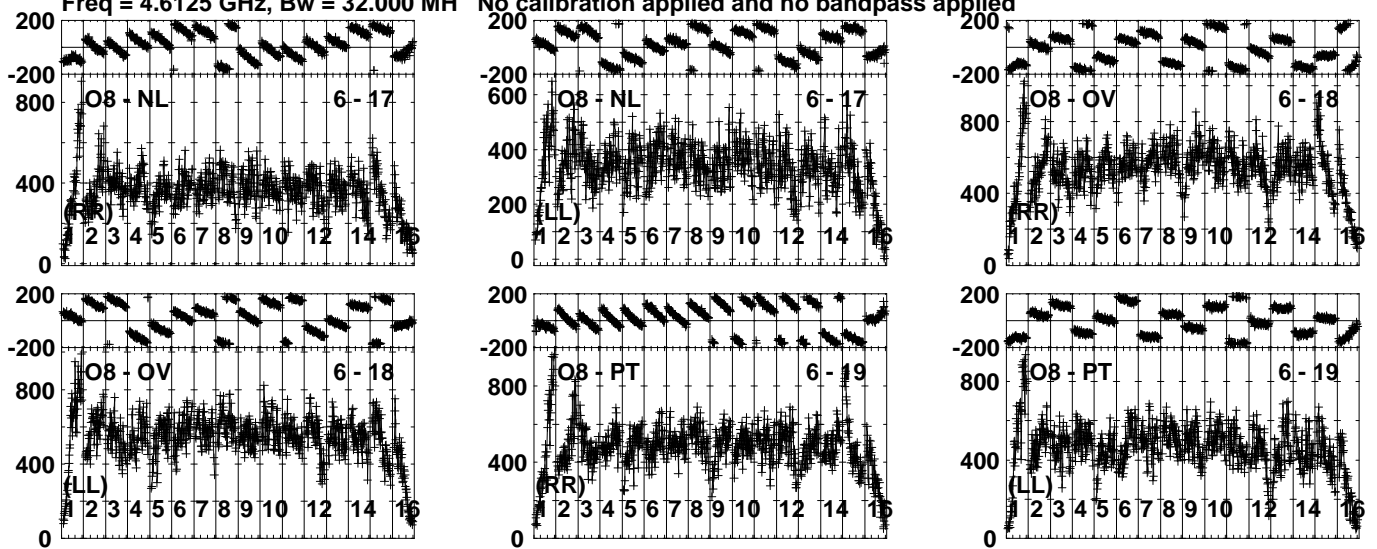 Freq = 4.6125 GHz, Bw = 32.000 MH No calibration applied and no bandpass applied
200
-200
800
400
0
O8 - NL 6 - 17
(RR)
1 2 3 4 5 6 7 8 9 10 12 14 16
200
-200
600
400
200
0
O8 - NL 6 - 17
(LL)
1 2 3 4 5 6 7 8 9 10 12 14 16
200
-200
800
400
0
O8 - OV 6 - 18
(RR)
1 2 3 4 5 6 7 8 9 10 12 14 16
200
-200
800
400
0
O8 - OV 6 - 18
(LL)
1 2 3 4 5 6 7 8 9 10 12 14 16
200
-200
800
400
0
O8 - PT 6 - 19
(RR)
1 2 3 4 5 6 7 8 9 10 12 14 16
200
-200
800
400
0
O8 - PT 6 - 19
(LL)
1 2 3 4 5 6 7 8 9 10 12 14 16